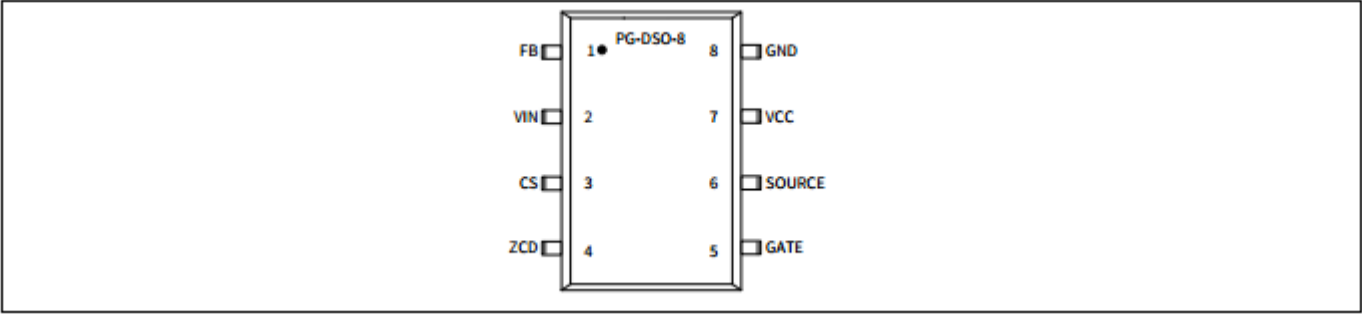 PG-DSO-8
FB 1 8 GND
VIN 2 7 VCC
CS 3 6 SOURCE
ZCD 4 5 GATE